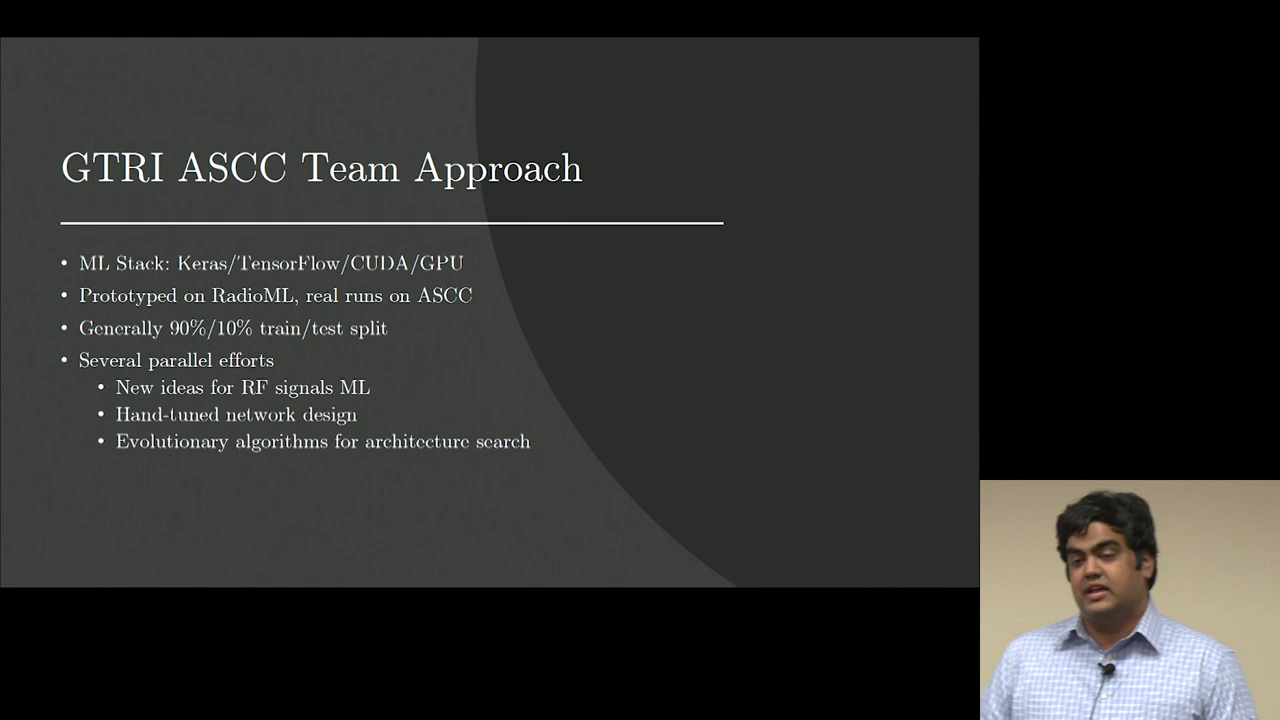 GTRI ASCC Team Approach
• ML Stack: Keras/TensorFlow/CUDA/GPU
• Prototyped on RadioML, real runs on ASCC
• Generally 90%/10% train/test split
• Several parallel efforts
• New ideas for RF signals ML
• Hand-tuned network design
• Evolutionary algorithms for architecture search